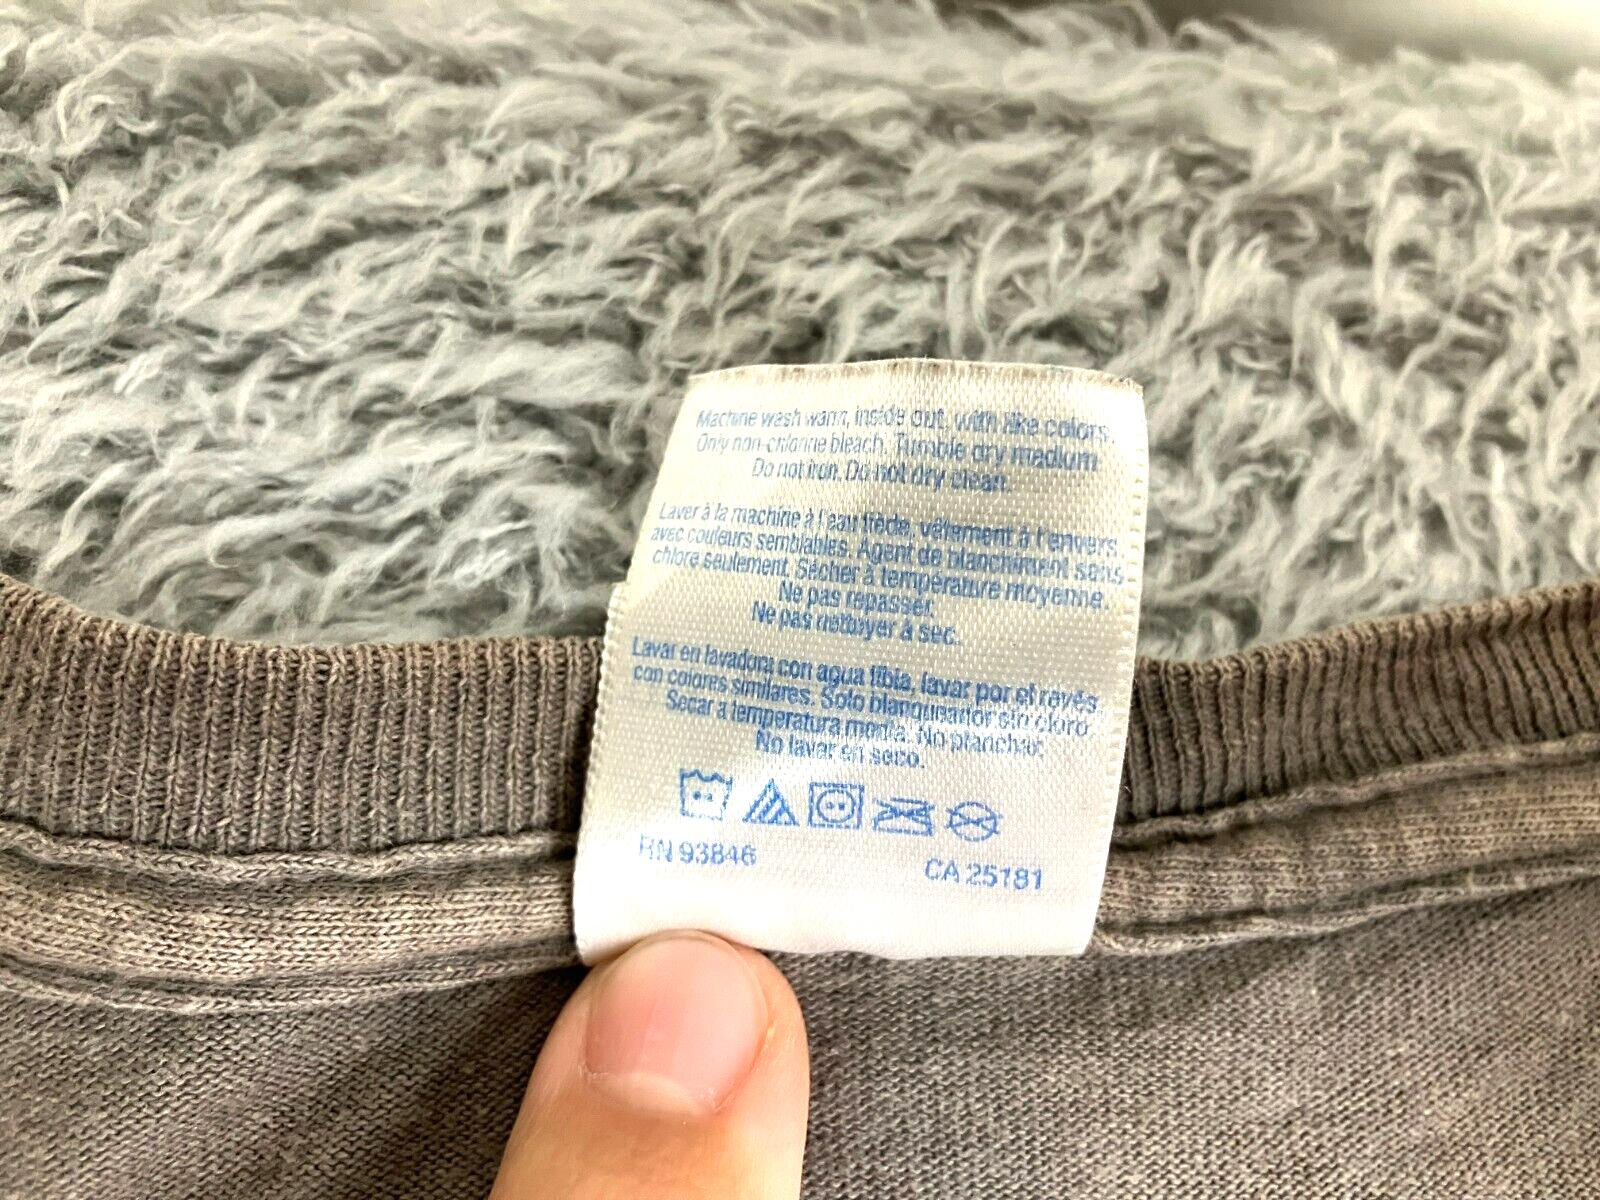 Machine wash warm, inside out, with like colors.
Only non-chlorine bleach. Tumble dry medium
Do not iron. Do not dry clean.
Laver à la machine à l'eau tiède, vêtement à l'envers,
avec couleurs semblables. Agent de blanchiment sans
chlore seulement. Sécher à température moyenne.
Ne pas repasser.
Ne pas nettoyer à sec.
Lavar en lavadora con agua tibia, lavar por el revés
con colores similares. Solo blanqueador sin cloro
Secar a temperatura media. No planchar.
No lavar en seco.
RN 93846
CA 25181